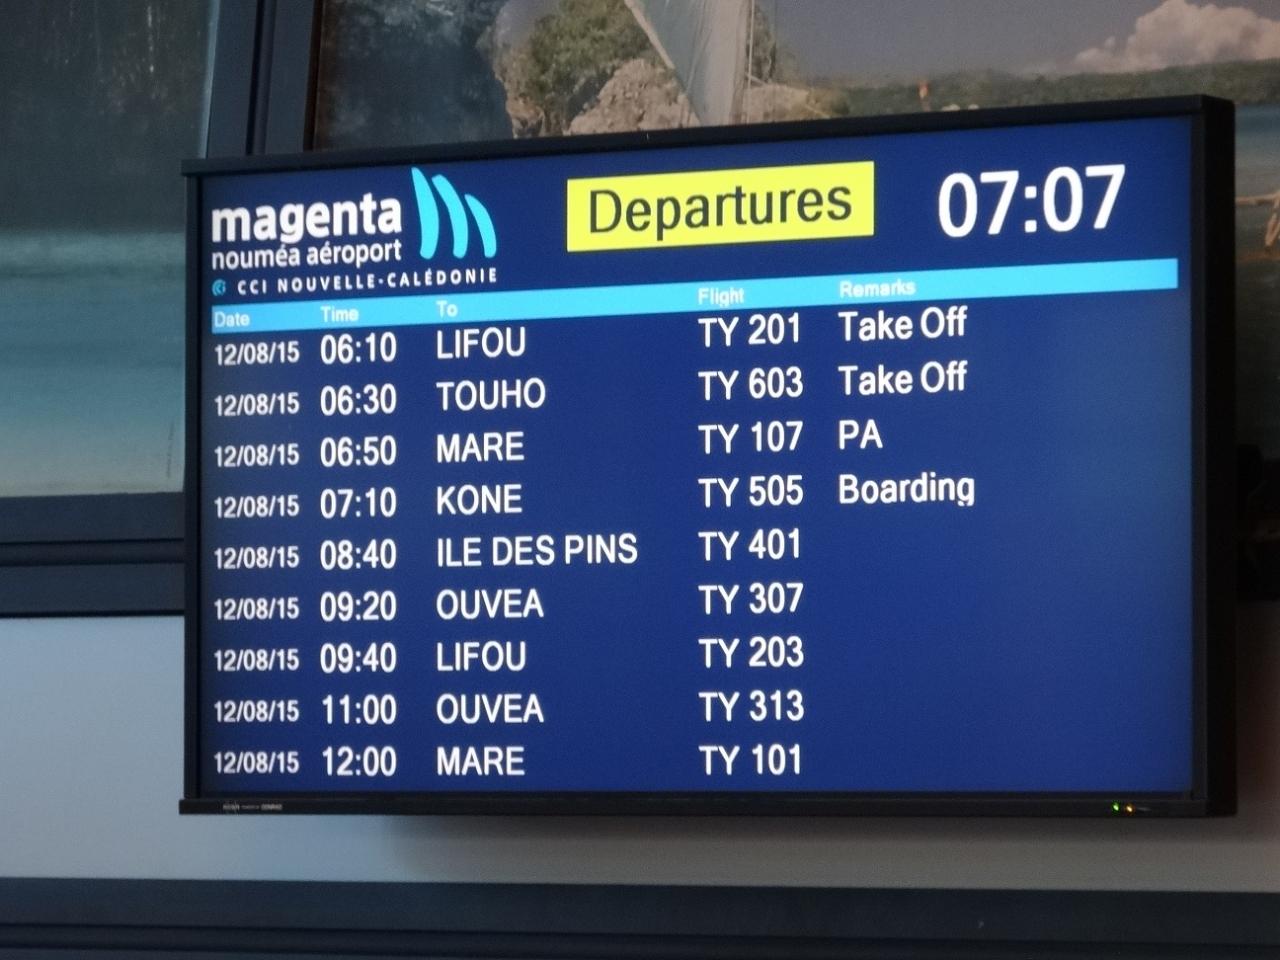 magenta
nouméa aéroport
CCI NOUVELLE-CALÉDONIE
Departures
07:07
Date Time To Flight Remarks
12/08/15 06:10 LIFOU TY 201 Take Off
12/08/15 06:30 TOUHO TY 603 Take Off
12/08/15 06:50 MARE TY 107 PA
12/08/15 07:10 KONE TY 505 Boarding
12/08/15 08:40 ILE DES PINS TY 401
12/08/15 09:20 OUVEA TY 307
12/08/15 09:40 LIFOU TY 203
12/08/15 11:00 OUVEA TY 313
12/08/15 12:00 MARE TY 101